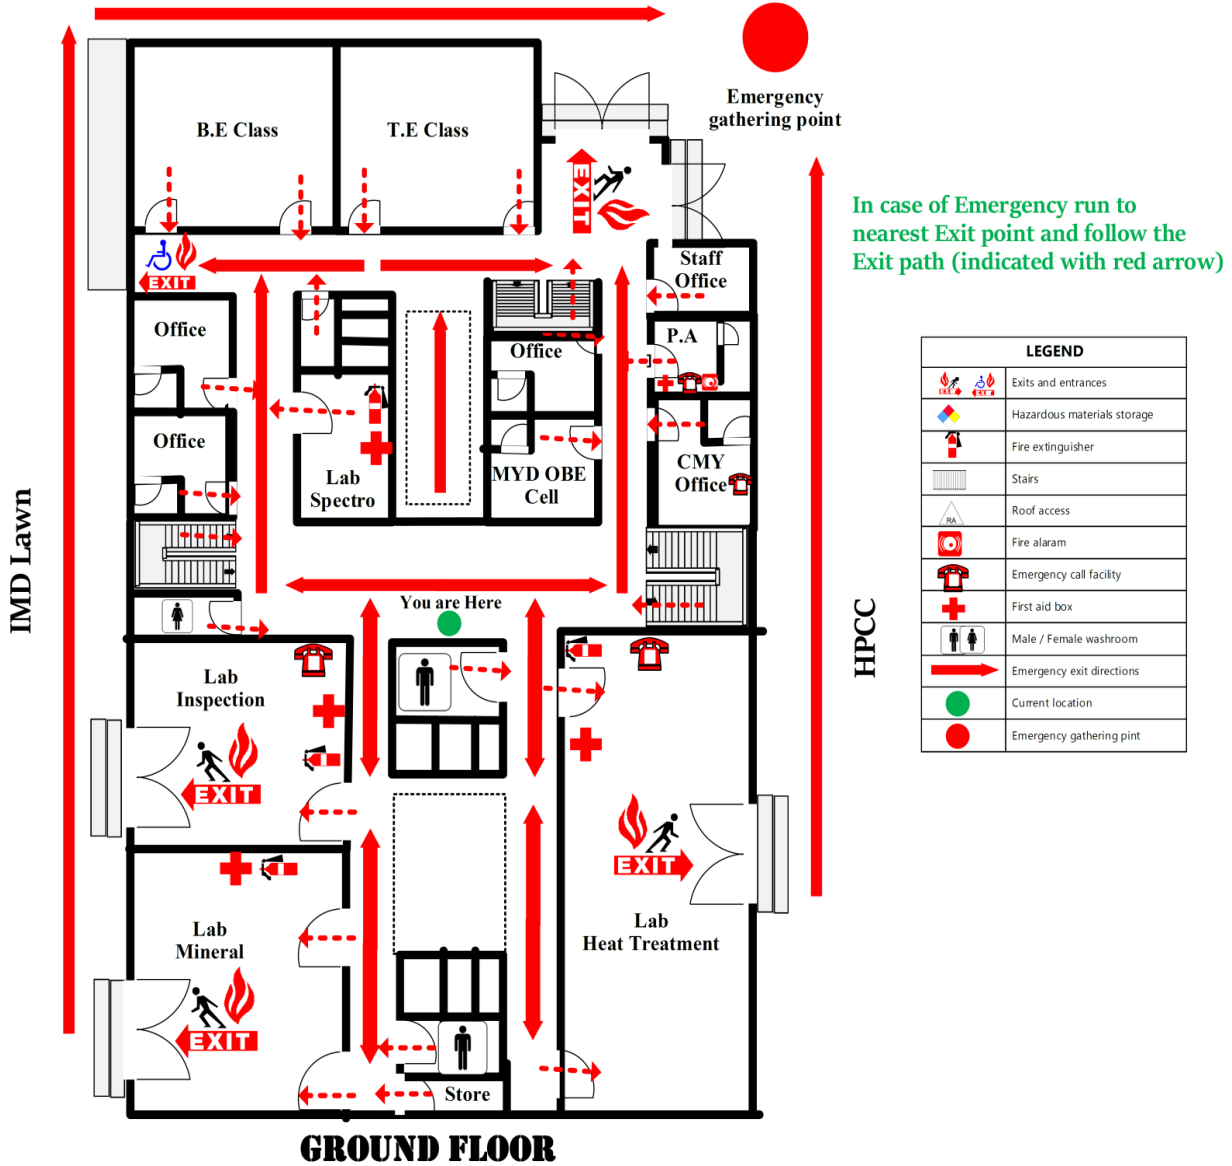 Emergency
gathering point
B.E Class
T.E Class
EXIT
In case of Emergency run to
nearest Exit point and follow the
Exit path (indicated with red arrow)
EXIT
Staff
Office
Office
P.A
Office
LEGEND
Exits and entrances
Hazardous materials storage
Fire extinguisher
Stairs
RA
Roof access
Fire alaram
Emergency call facility
First aid box
Male / Female washroom
Emergency exit directions
Current location
Emergency gathering pint
Office
Lab
Spectro
MYD OBE
Cell
CMY
Office
IMD Lawn
You are Here
HPCC
Lab
Inspection
EXIT
EXIT
Lab
Mineral
EXIT
Lab
Heat Treatment
Store
GROUND FLOOR